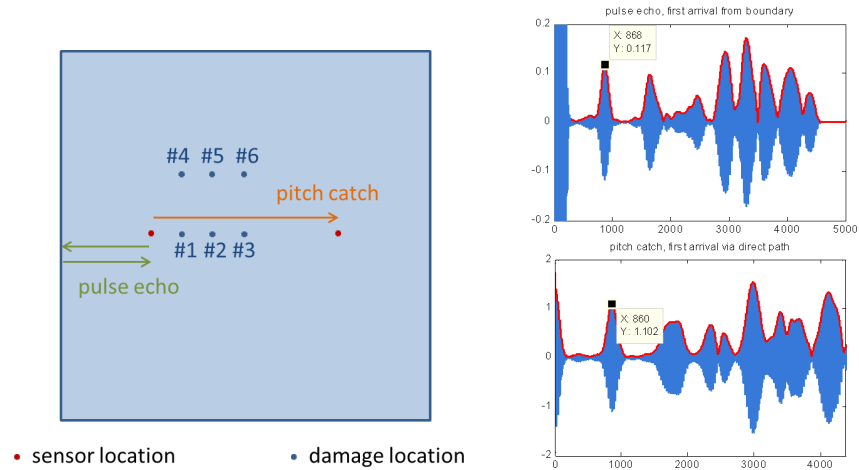 #4 #5 #6
pitch catch
#1 #2 #3
pulse echo
sensor location
damage location
pulse echo, first arrival from boundary
X: 868
Y: 0.117
0.2
0.1
0
-0.1
-0.2
0 1000 2000 3000 4000 5000
pitch catch, first arrival via direct path
X: 860
Y: 1.102
2
1
0
-1
-2
0 1000 2000 3000 4000